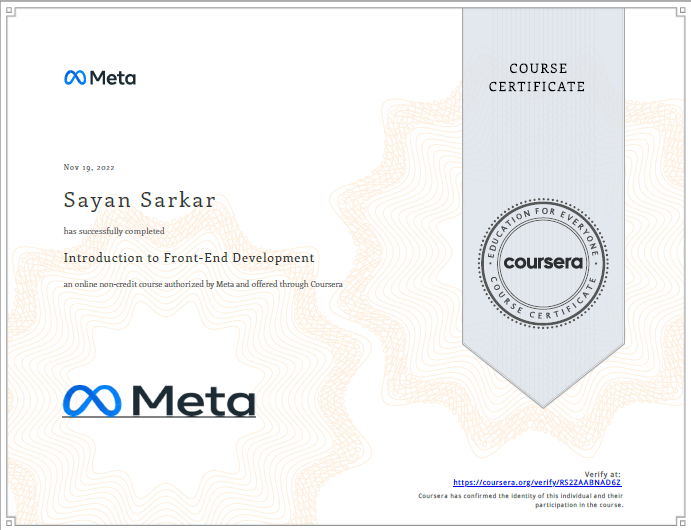 Meta
COURSE
CERTIFICATE
Nov 19, 2022
Sayan Sarkar
has successfully completed
Introduction to Front-End Development
an online non-credit course authorized by Meta and offered through Coursera
EDUCATION FOR EVERYONE
coursera
COURSE CERTIFICATE
Meta
Verify at:
https://coursera.org/verify/RS2ZAABNAD6Z
Coursera has confirmed the identity of this individual and their
participation in the course.